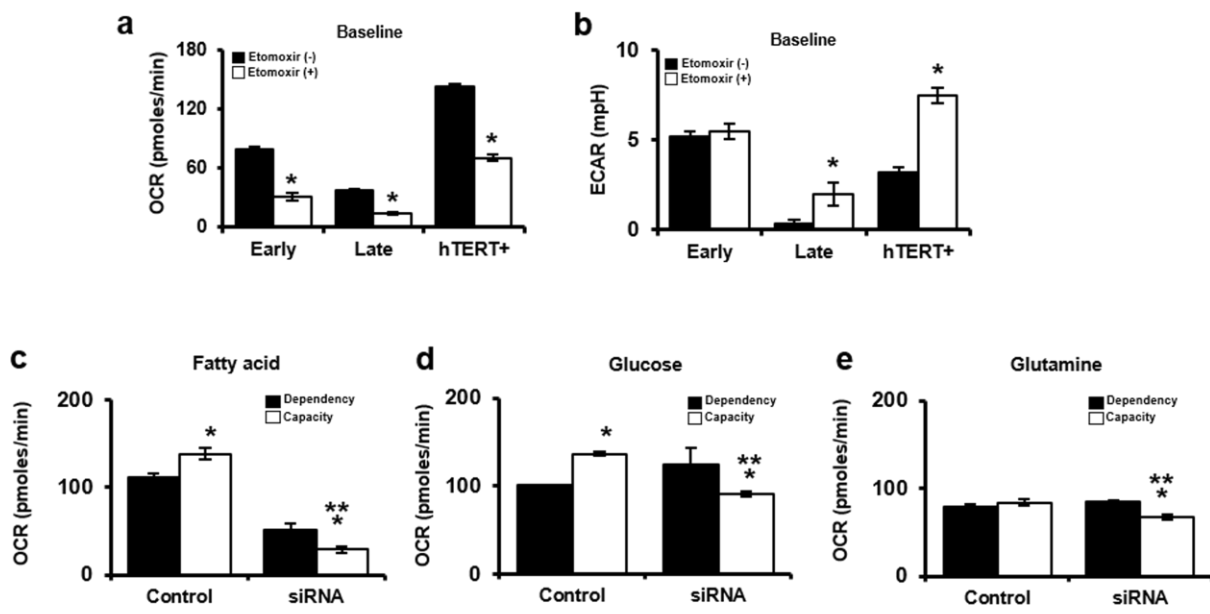 a
Baseline
180
120
60
0
OCR (pmoles/min)
Etomoxir (-)
Etomoxir (+)
*
*
*
Early
Late
hTERT+
b
Baseline
10
5
0
ECAR (mpH)
Etomoxir (-)
Etomoxir (+)
*
*
Early
Late
hTERT+
c
Fatty acid
200
100
0
OCR (pmoles/min)
Dependency
Capacity
*
**
*
Control
siRNA
d
Glucose
200
100
0
OCR (pmoles/min)
Dependency
Capacity
*
**
*
Control
siRNA
e
Glutamine
200
100
0
OCR (pmoles/min)
Dependency
Capacity
**
*
Control
siRNA